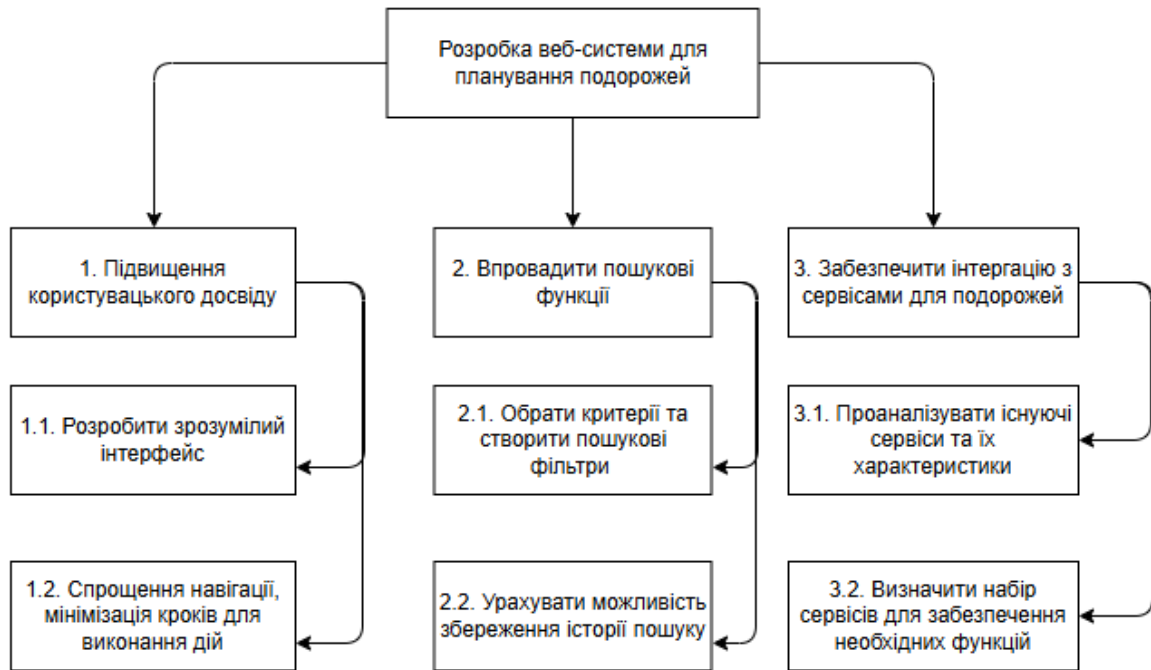 Розробка веб-системи для
планування подорожей
1. Підвищення
користувацького досвіду
2. Впровадити пошукові
функції
3. Забезпечити інтергацію з
сервісами для подорожей
1.1. Розробити зрозумілий
інтерфейс
2.1. Обрати критерії та
створити пошукові
фільтри
3.1. Проаналізувати існуючі
сервіси та їх
характеристики
1.2. Спрощення навігації,
мінімізація кроків для
виконання дій
2.2. Урахувати можливість
збереження історії пошуку
3.2. Визначити набір
сервісів для забезпечення
необхідних функцій